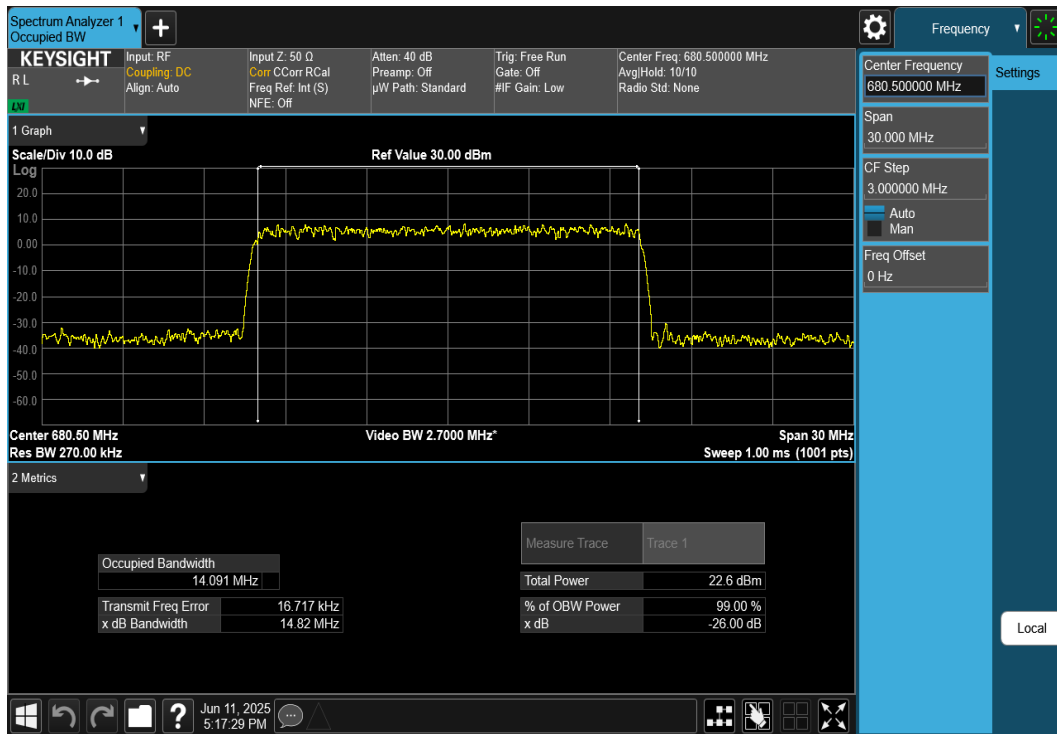 Spectrum Analyzer 1
Occupied BW
Frequency
KEYSIGHT
R L
LXI
Input: RF
Coupling: DC
Align: Auto
Input Z: 50 Ω
Corr CCorr RCal
Freq Ref: Int (S)
NFE: Off
Atten: 40 dB
Preamp: Off
µW Path: Standard
Trig: Free Run
Gate: Off
#IF Gain: Low
Center Freq: 680.500000 MHz
Avg|Hold: 10/10
Radio Std: None
Center Frequency
680.500000 MHz
Settings
Span
30.000 MHz
CF Step
3.000000 MHz
Auto
Man
Freq Offset
0 Hz
Local
1 Graph
Scale/Div 10.0 dB
Ref Value 30.00 dBm
Log
20.0
10.0
0.00
-10.0
-20.0
-30.0
-40.0
-50.0
-60.0
Center 680.50 MHz
Video BW 2.7000 MHz*
Span 30 MHz
Res BW 270.00 kHz
Sweep 1.00 ms (1001 pts)
2 Metrics
Measure Trace
Trace 1
Occupied Bandwidth
14.091 MHz
Total Power
22.6 dBm
Transmit Freq Error
16.717 kHz
% of OBW Power
99.00 %
x dB Bandwidth
14.82 MHz
x dB
-26.00 dB
?
Jun 11, 2025
5:17:29 PM